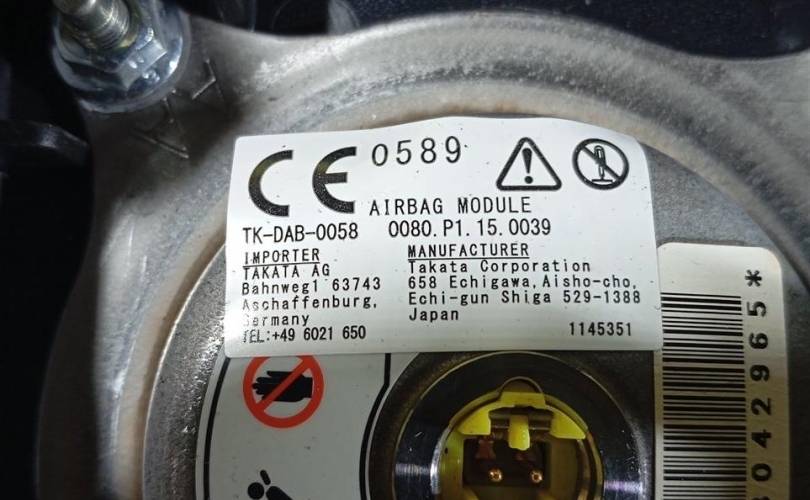 CE 0589
AIRBAG MODULE
TK-DAB-0058 0080.P1.15.0039
IMPORTER
TAKATA AG
Bahnweg1 63743
Aschaffenburg,
Germany
TEL:+49 6021 650
MANUFACTURER
Takata Corporation
658 Echigawa,Aisho-cho,
Echi-gun Shiga 529-1388
Japan
1145351
042965*